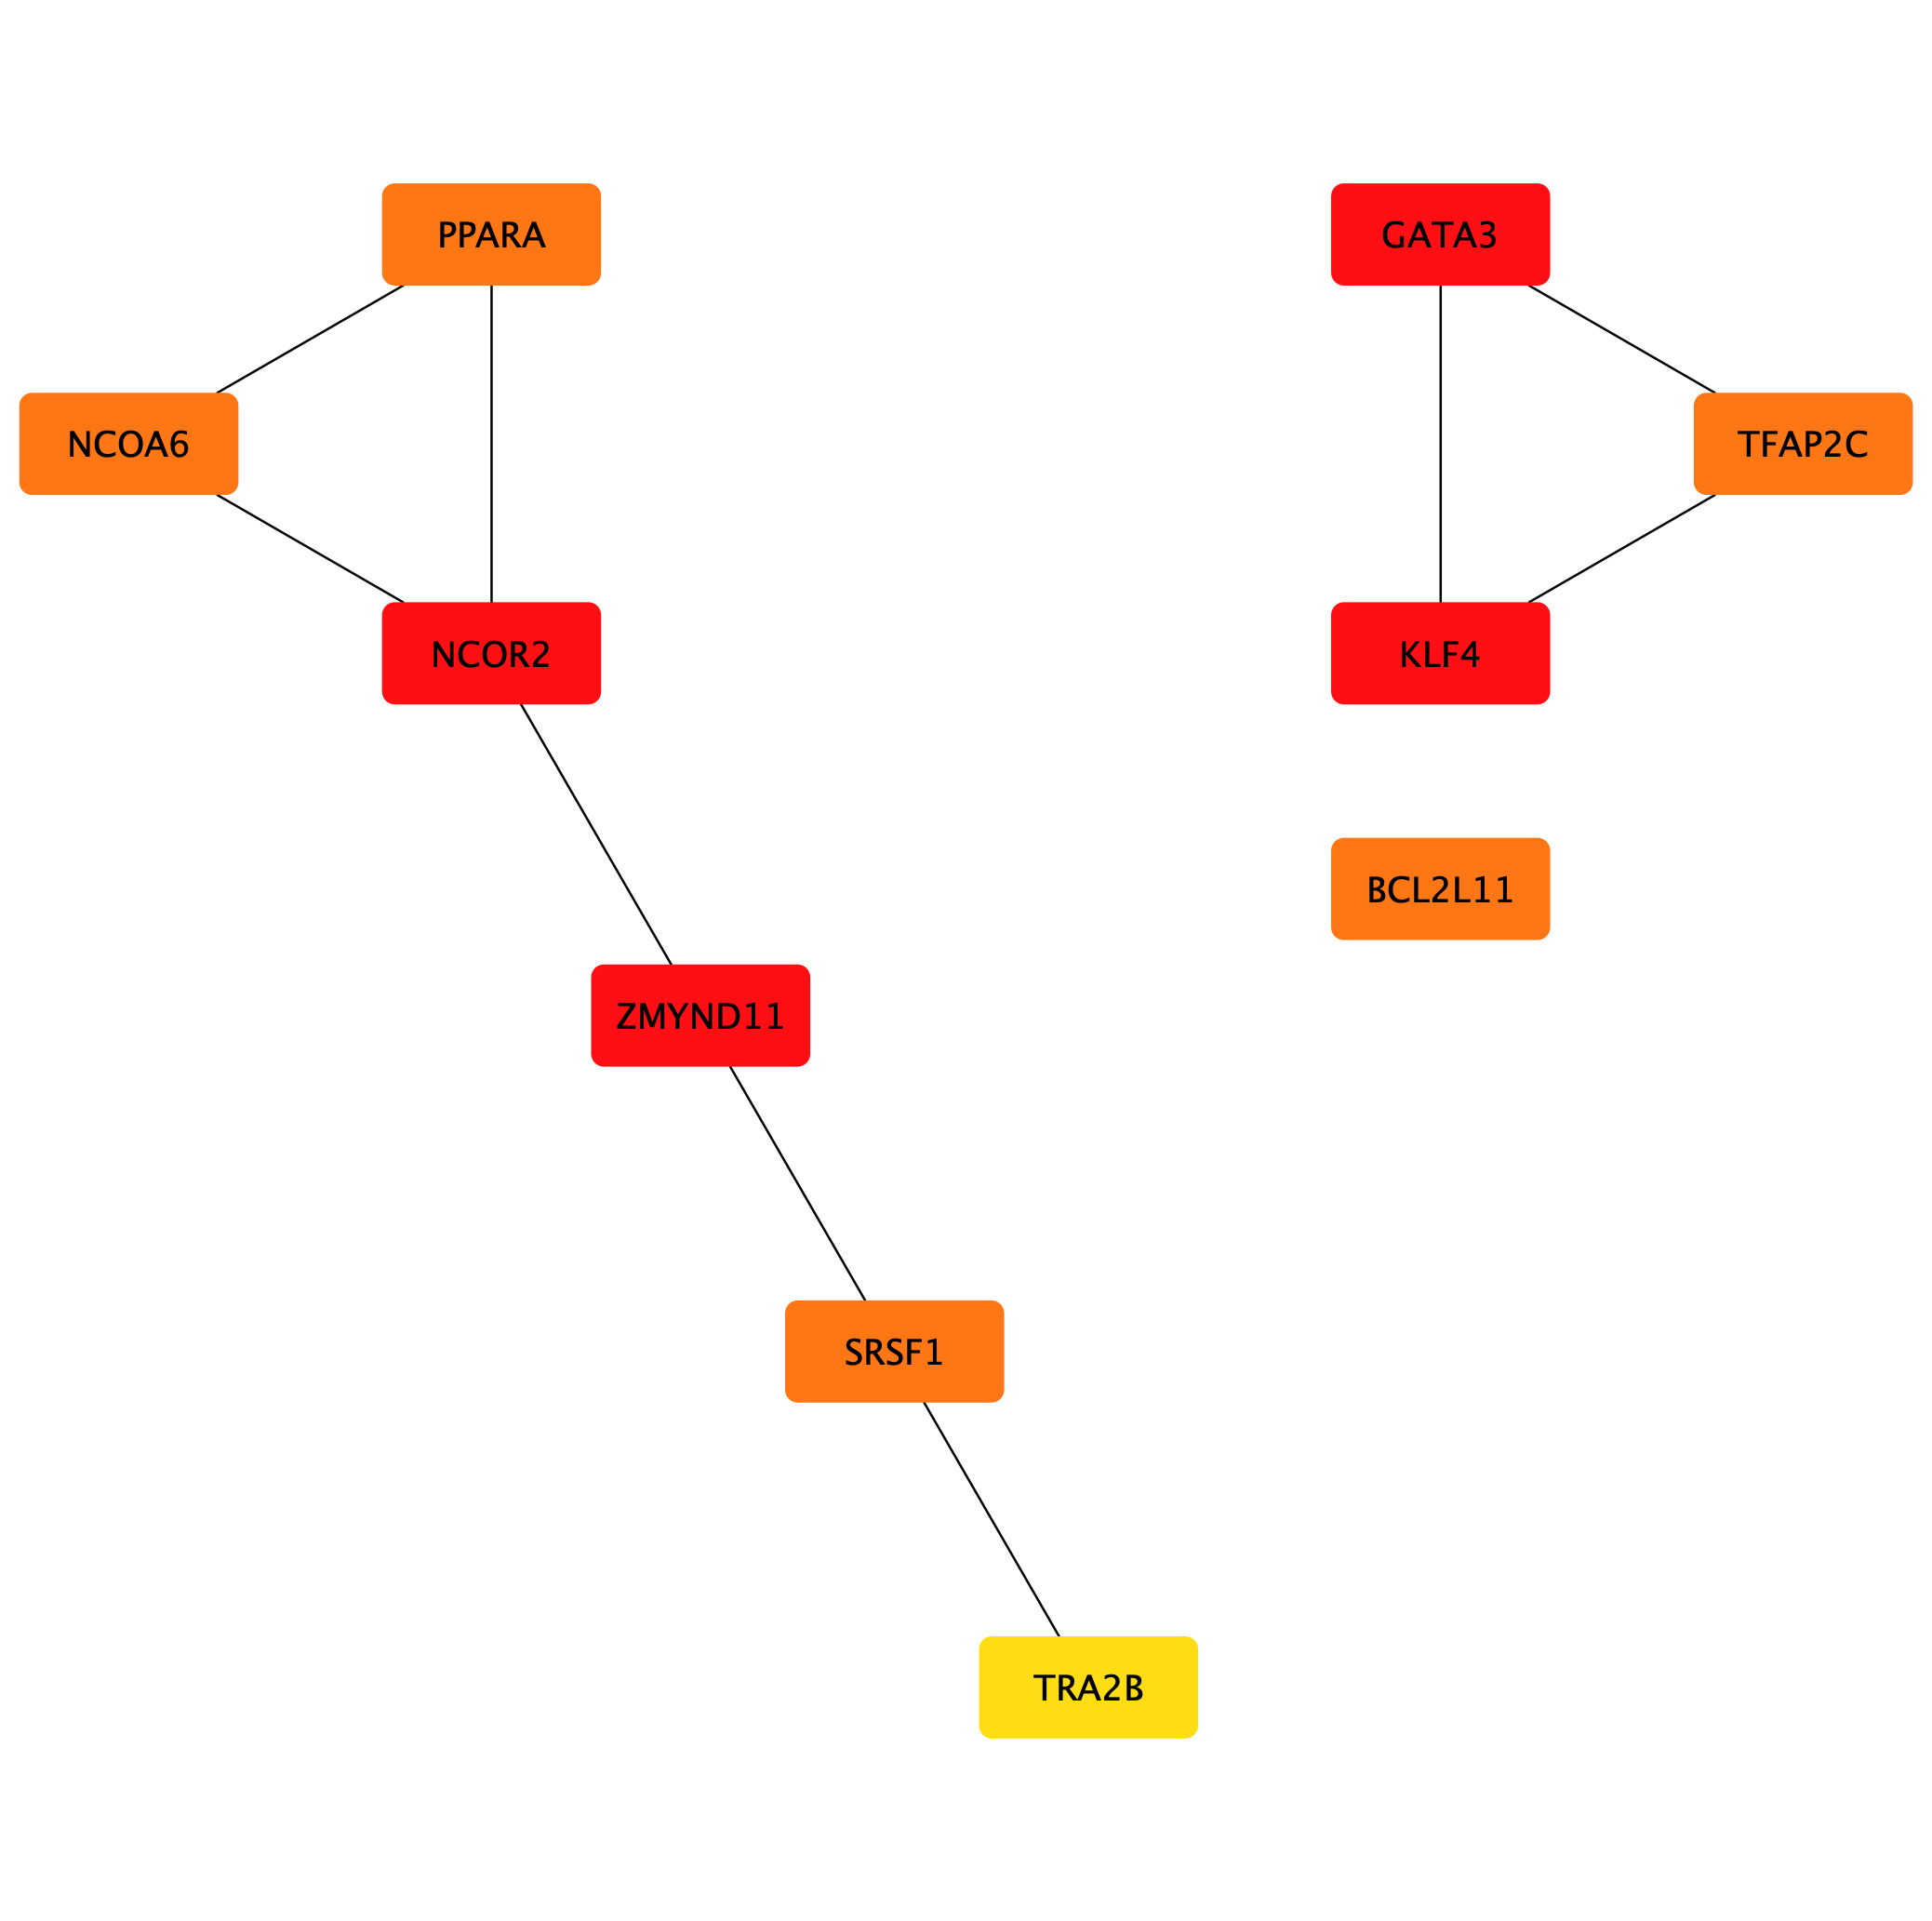 PPARA
GATA3
NCOA6
TFAP2C
NCOR2
KLF4
BCL2L11
ZMYND11
SRSF1
TRA2B